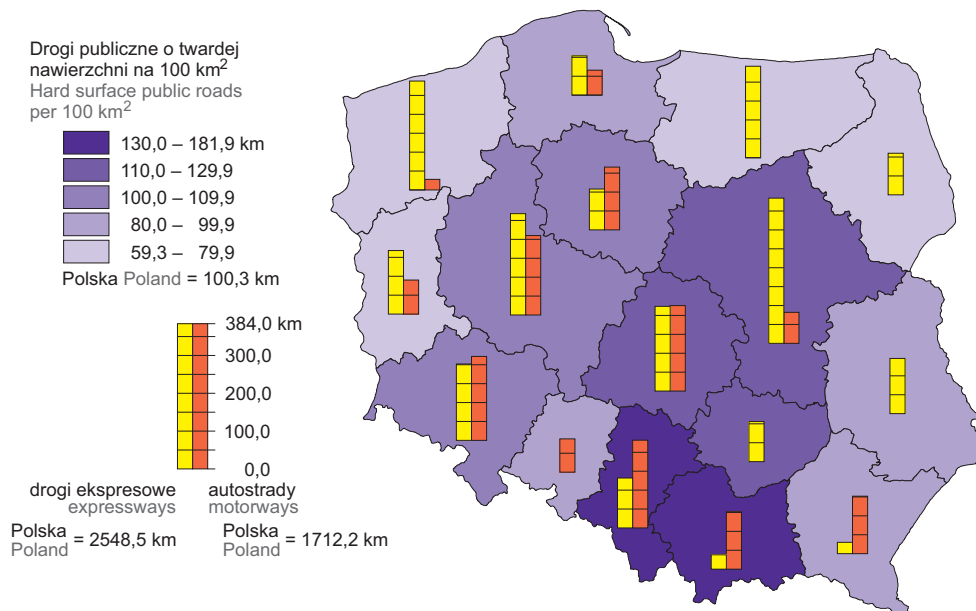 Drogi publiczne o twardej
nawierzchni na 100 km²
Hard surface public roads
per 100 km²
130,0 – 181,9 km
110,0 – 129,9
100,0 – 109,9
80,0 – 99,9
59,3 – 79,9
Polska Poland = 100,3 km
384,0 km
300,0
200,0
100,0
0,0
drogi ekspresowe autostrady
expressways motorways
Polska
Poland = 2548,5 km
Polska
Poland = 1712,2 km